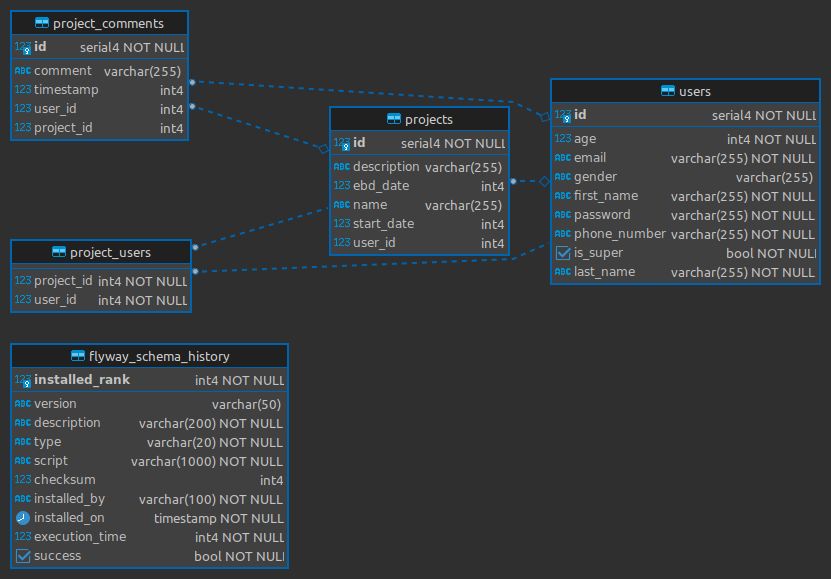 project_comments
123 id serial4 NOT NULL
ABC comment varchar(255)
123 timestamp int4
123 user_id int4
123 project_id int4
projects
123 id serial4 NOT NULL
ABC description varchar(255)
123 ebd_date int4
ABC name varchar(255)
123 start_date int4
123 user_id int4
users
123 id serial4 NOT NULL
123 age int4 NOT NULL
ABC email varchar(255) NOT NULL
ABC gender varchar(255)
ABC first_name varchar(255) NOT NULL
ABC password varchar(255) NOT NULL
ABC phone_number varchar(255) NOT NULL
is_super bool NOT NULL
ABC last_name varchar(255) NOT NULL
project_users
123 project_id int4 NOT NULL
123 user_id int4 NOT NULL
flyway_schema_history
123 installed_rank int4 NOT NULL
ABC version varchar(50)
ABC description varchar(200) NOT NULL
ABC type varchar(20) NOT NULL
ABC script varchar(1000) NOT NULL
123 checksum int4
ABC installed_by varchar(100) NOT NULL
installed_on timestamp NOT NULL
123 execution_time int4 NOT NULL
success bool NOT NULL